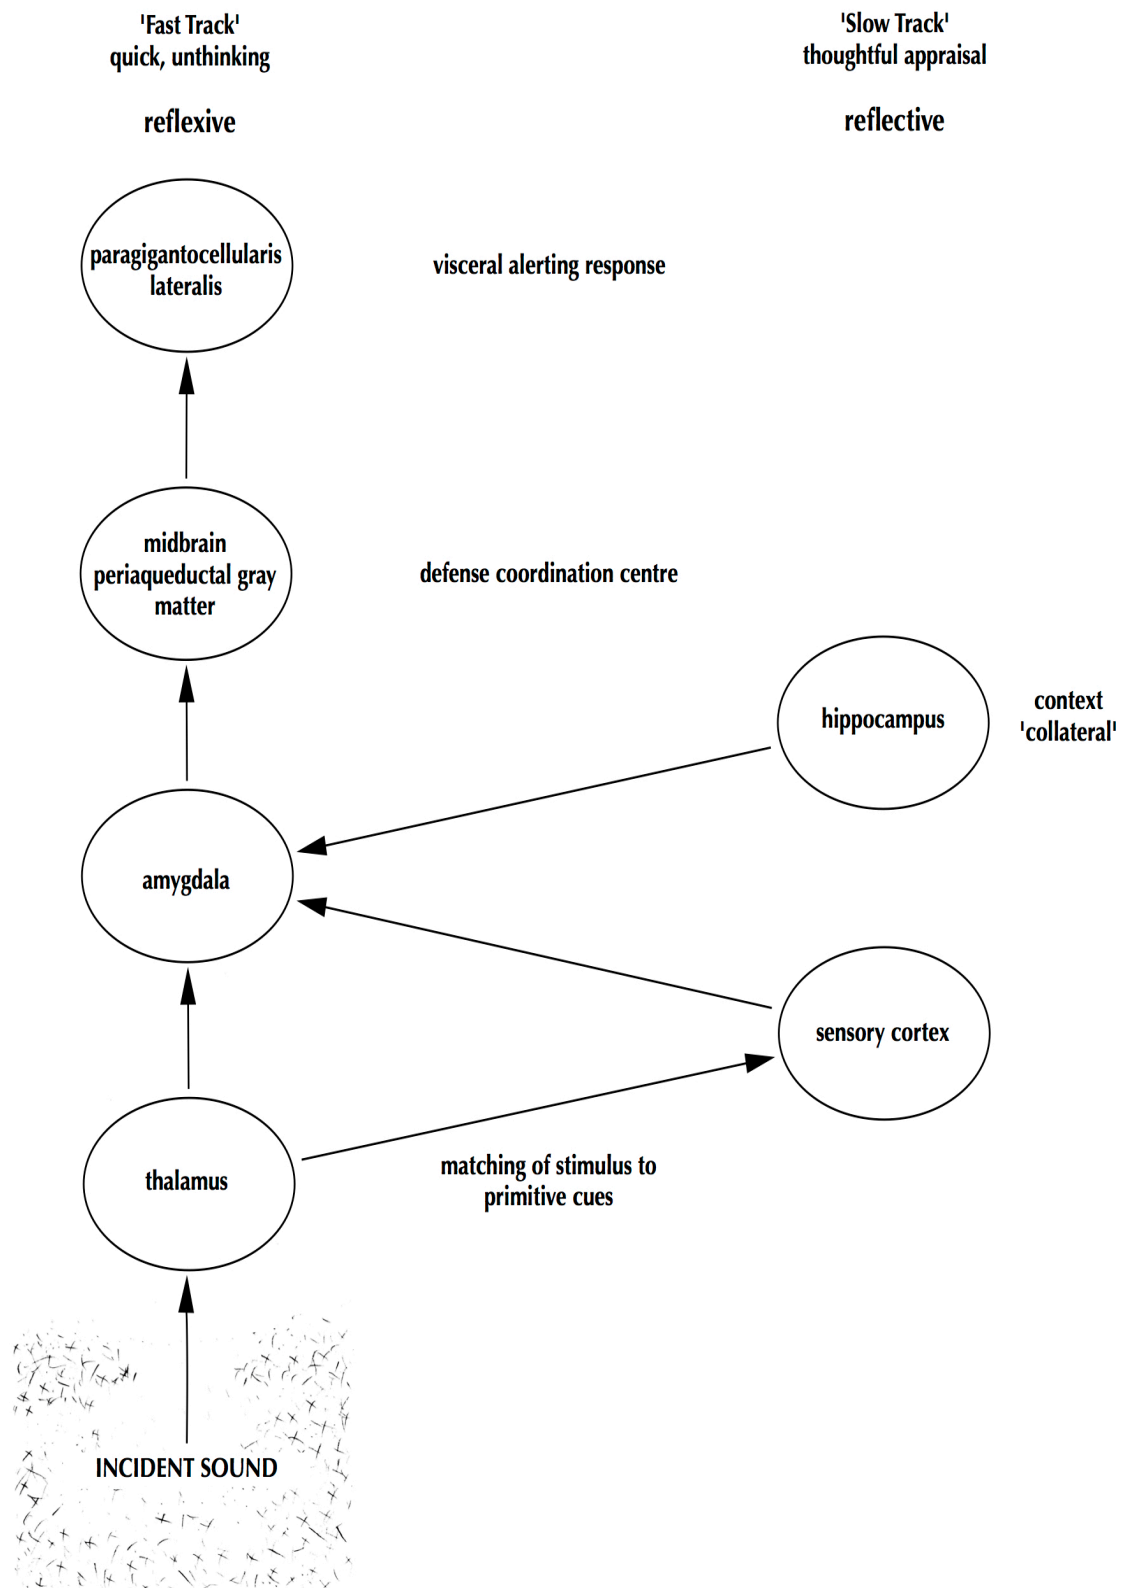 'Fast Track'
quick, unthinking
reflexive
'Slow Track'
thoughtful appraisal
reflective
paragigantocellularis
lateralis
visceral alerting response
midbrain
periaqueductal gray
matter
defense coordination centre
hippocampus
context
'collateral'
amygdala
sensory cortex
thalamus
matching of stimulus to
primitive cues
INCIDENT SOUND